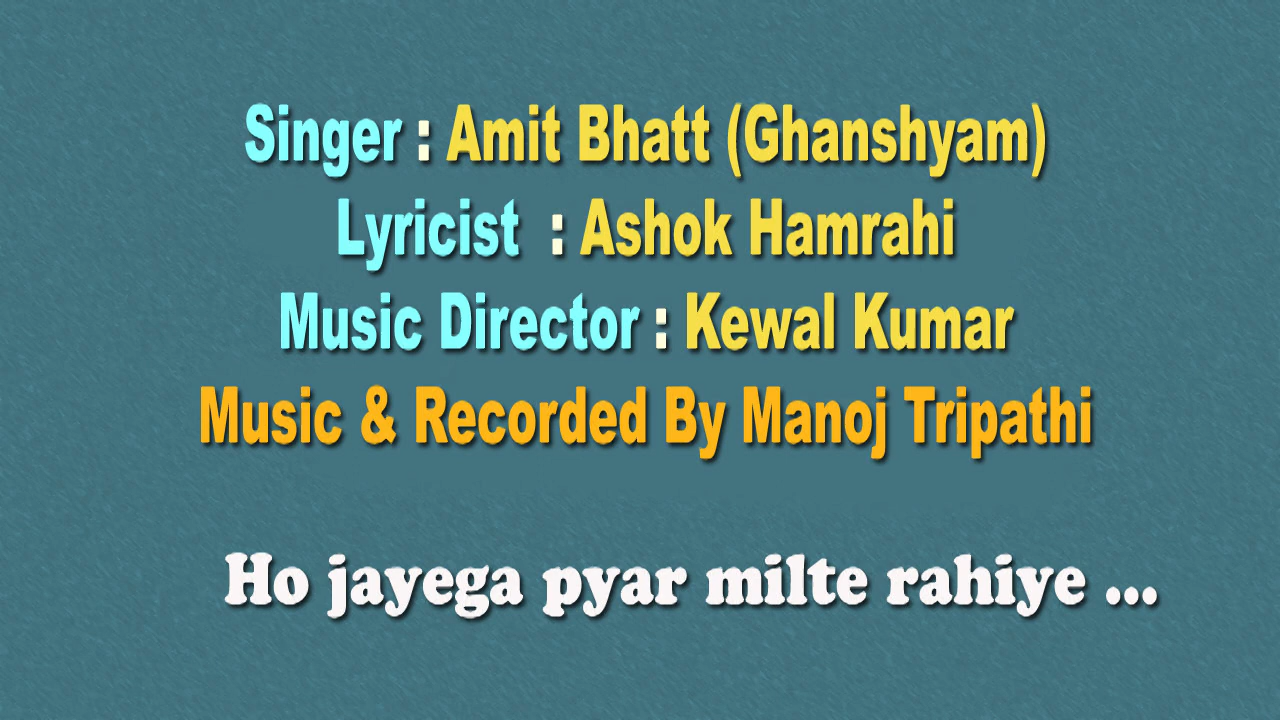 Singer : Amit Bhatt (Ghanshyam)
Lyricist : Ashok Hamrahi
Music Director : Kewal Kumar
Music & Recorded By Manoj Tripathi
Ho jayega pyar milte rahiye ...